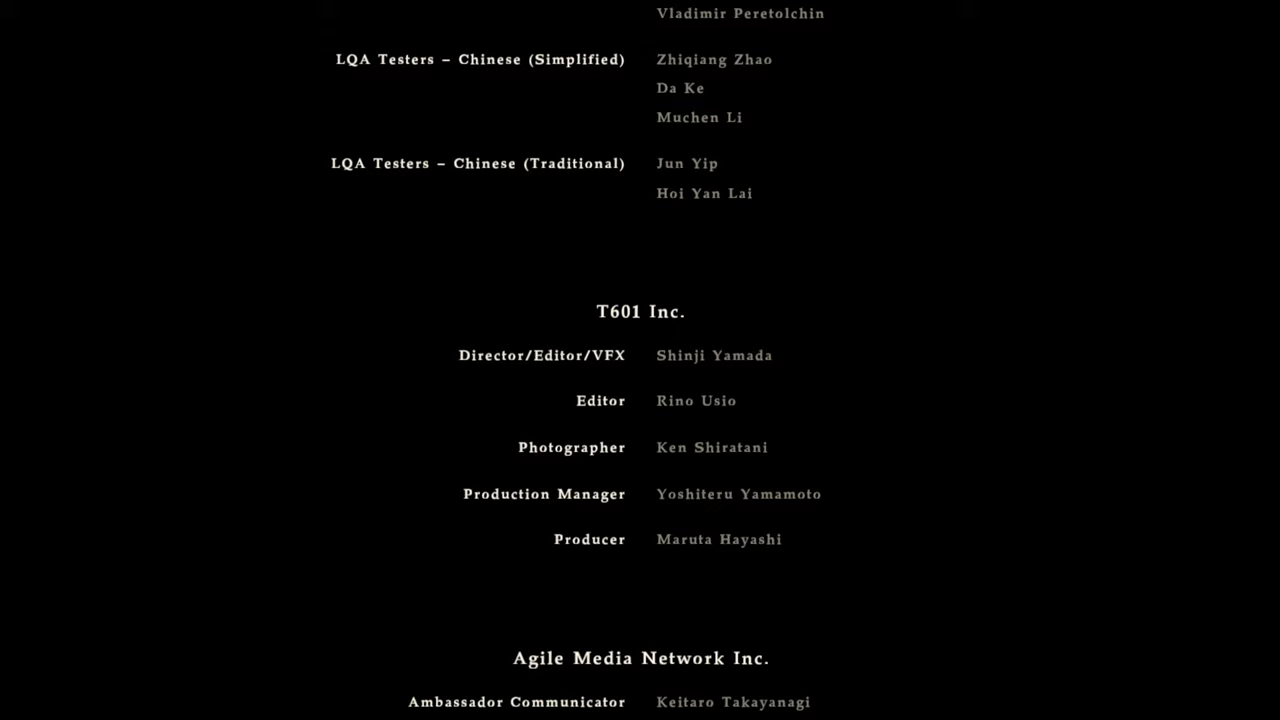 Vladimir Peretolchin
LQA Testers – Chinese (Simplified) Zhiqiang Zhao
Da Ke
Muchen Li
LQA Testers – Chinese (Traditional) Jun Yip
Hoi Yan Lai
T601 Inc.
Director/Editor/VFX Shinji Yamada
Editor Rino Usio
Photographer Ken Shiratani
Production Manager Yoshiteru Yamamoto
Producer Maruta Hayashi
Agile Media Network Inc.
Ambassador Communicator Keitaro Takayanagi